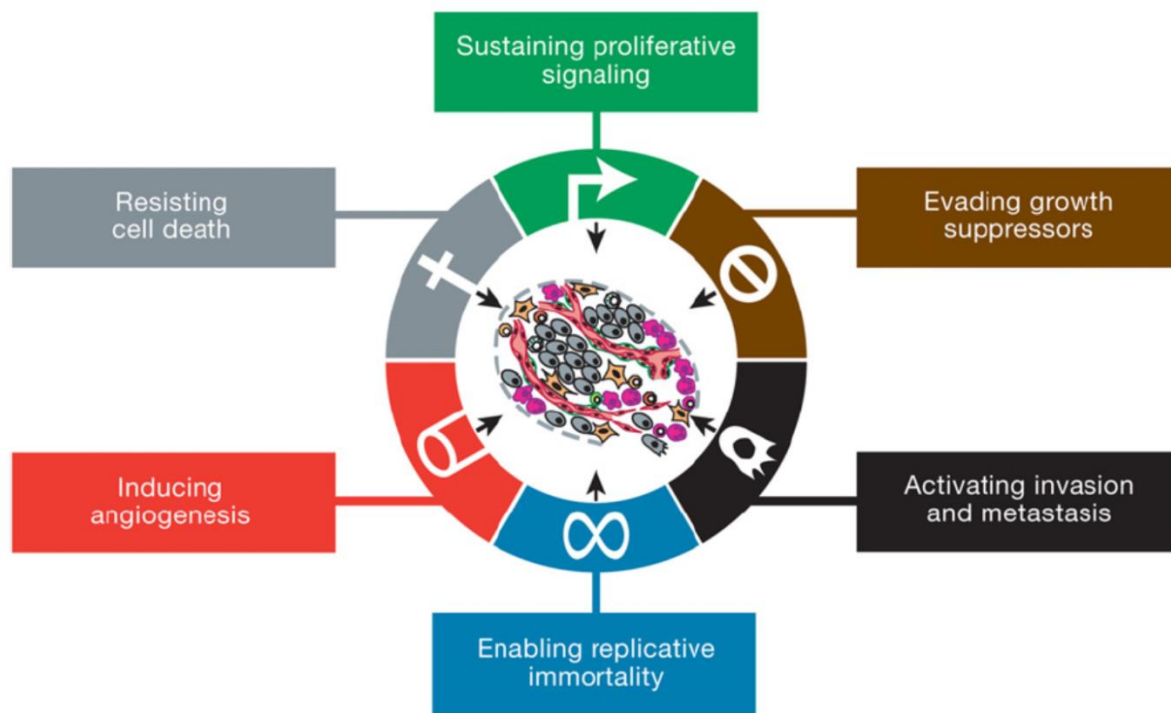 Sustaining proliferative
signaling
Resisting
cell death
Evading growth
suppressors
Inducing
angiogenesis
Activating invasion
and metastasis
Enabling replicative
immortality